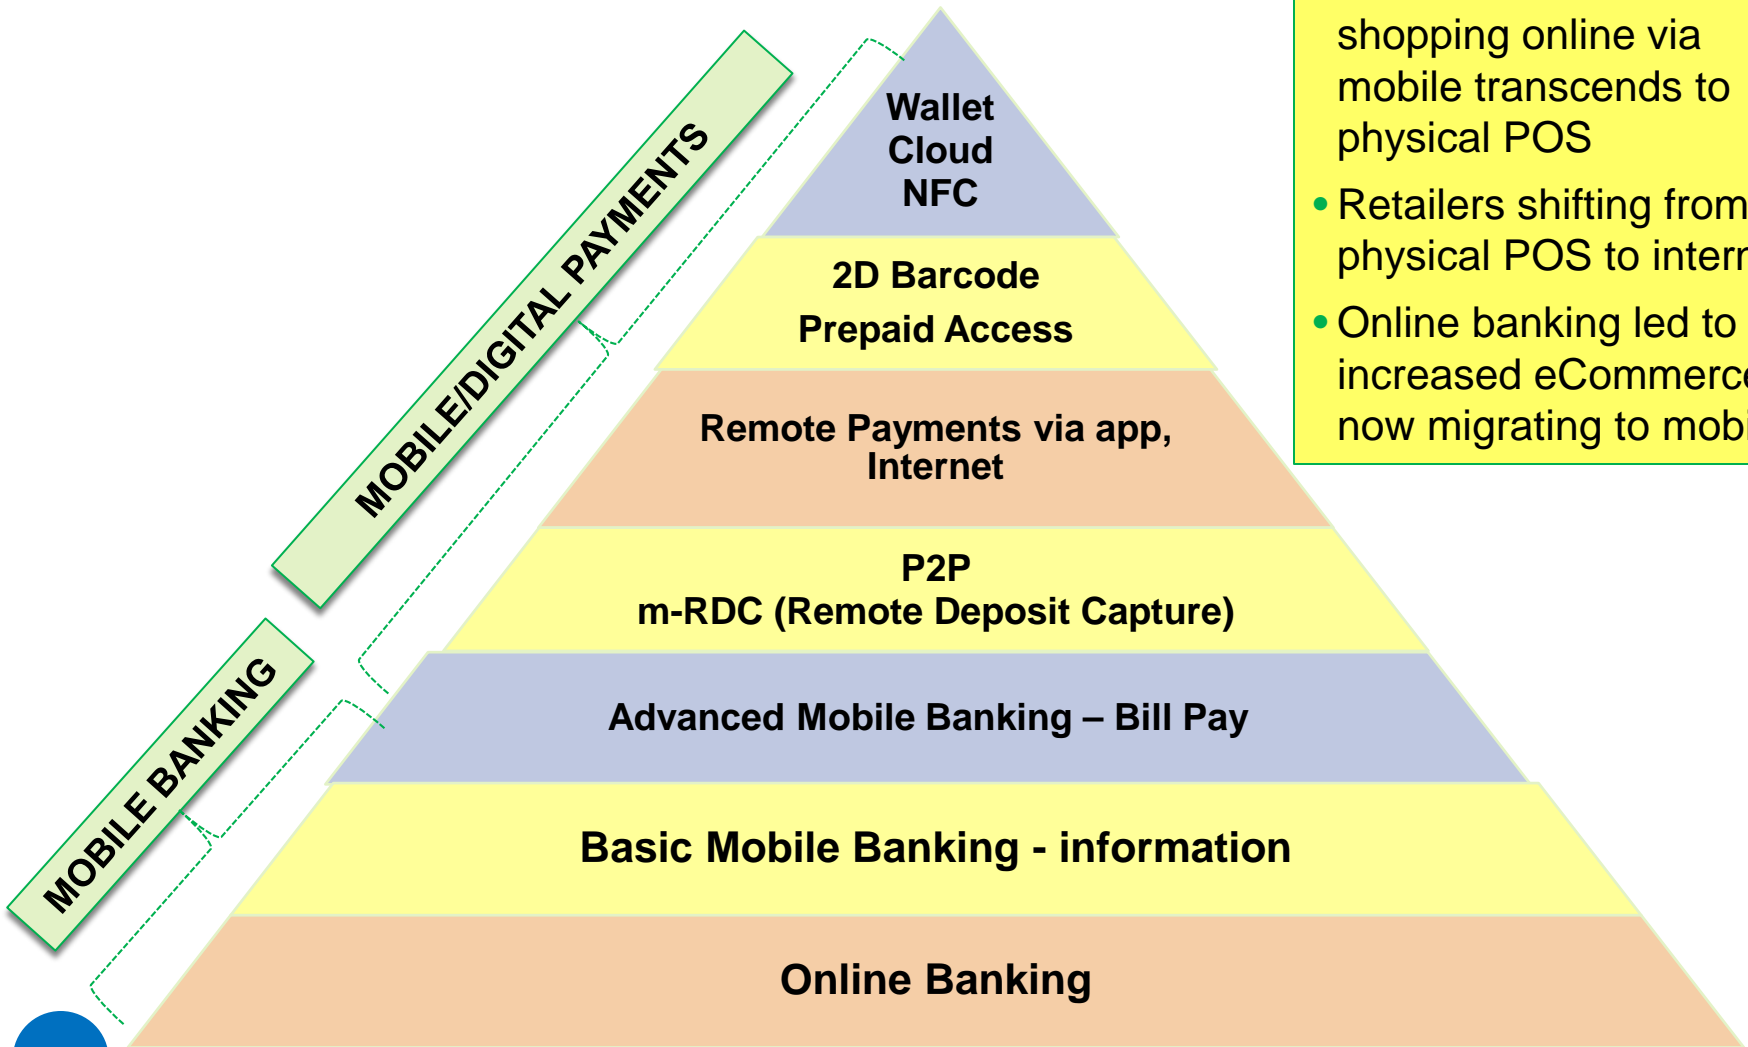 MOBILE/DIGITAL PAYMENTS
MOBILE BANKING
Wallet
Cloud
NFC
2D Barcode
Prepaid Access
Remote Payments via app,
Internet
P2P
m-RDC (Remote Deposit Capture)
Advanced Mobile Banking – Bill Pay
Basic Mobile Banking - information
Online Banking
shopping online via
mobile transcends to
physical POS
• Retailers shifting from
physical POS to
• Online banking led to
increased eCommerce
now migrating to